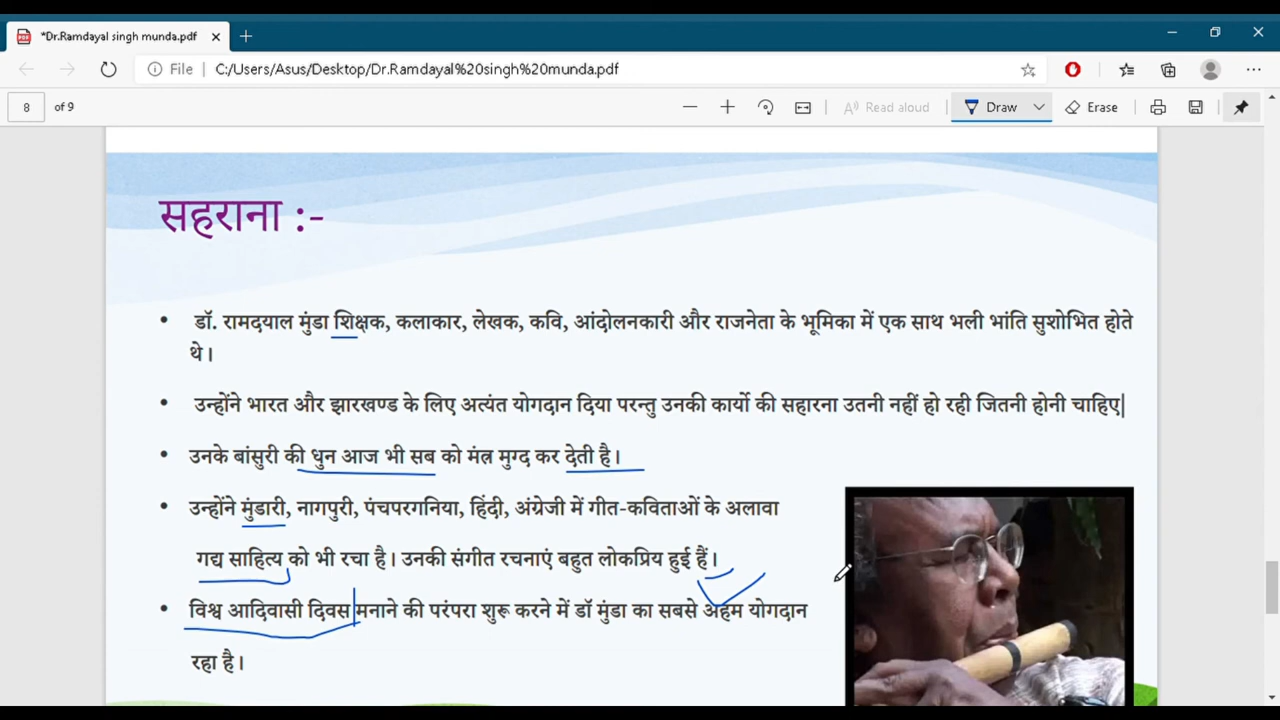 *Dr.Ramdayal singh munda.pdf
File
C:/Users/Asus/Desktop/Dr.Ramdayal%20singh%20munda.pdf
8 of 9
Read aloud
Draw
Erase
सहराना :-
• डॉ. रामदयाल मुंडा शिक्षक, कलाकार, लेखक, कवि, आंदोलनकारी और राजनेता के भूमिका में एक साथ भली भांति सुशोभित होते
थे।
• उन्होंने भारत और झारखण्ड के लिए अत्यंत योगदान दिया परन्तु उनकी कार्यो की सहारना उतनी नहीं हो रही जितनी होनी चाहिए|
• उनके बांसुरी की धुन आज भी सब को मंत्र मुग्द कर देती है।
• उन्होंने मुंडारी, नागपुरी, पंचपरगनिया, हिंदी, अंग्रेजी में गीत-कविताओं के अलावा
गद्य साहित्य को भी रचा है। उनकी संगीत रचनाएं बहुत लोकप्रिय हुई हैं।
• विश्व आदिवासी दिवस मनाने की परंपरा शुरू करने में डॉ मुंडा का सबसे अहम योगदान
रहा है।